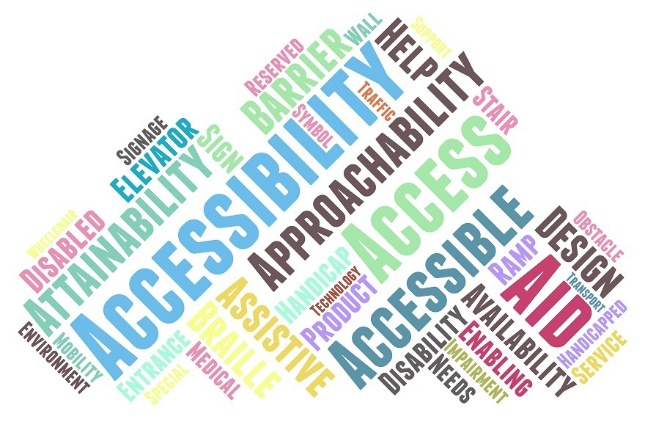 WALL
SUPPORT
HELP
RESERVED
BARRIER
TRAFFIC
SYMBOL
STAIR
SIGNAGE
ELEVATOR
SIGN
ACCESSIBILITY
APPROACHABILITY
ACCESS
WHEELCHAIR
DISABLED
ATTAINABILITY
ACCESSIBLE
DESIGN
OBSTACLE
RAMP
AID
TRANSPORT
HANDICAP
TECHNOLOGY
PRODUCT
ASSISTIVE
BRAILLE
ENVIRONMENT
MOBILITY
ENTRANCE
SPECIAL
MEDICAL
DISABILITY
NEEDS
AVAILABILITY
ENABLING
IMPAIRMENT
HANDICAPPED
SERVICE